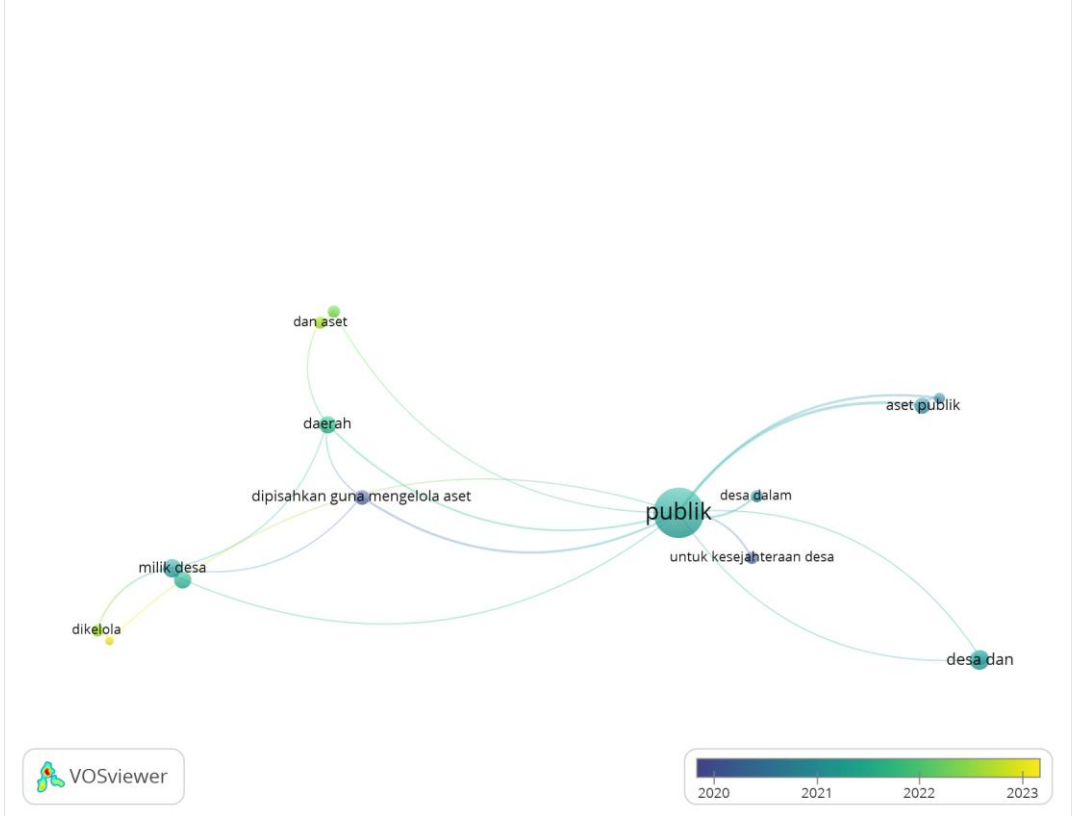 dan aset
aset publik
daerah
dipisahkan guna mengelola aset
desa dalam
publik
untuk kesejahteraan desa
milik desa
dikelola
desa dan
VOSviewer
2020
2021
2022
2023